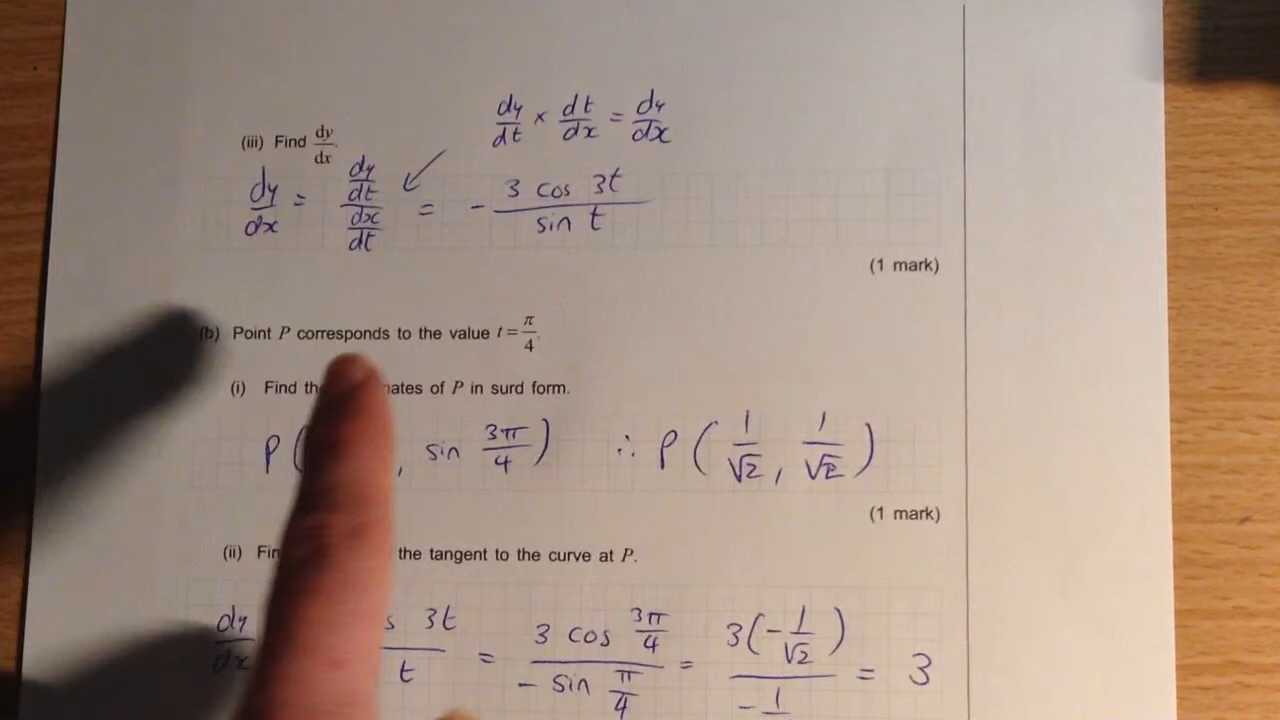 dy/dt × dt/dx = dy/dx
(iii) Find dy/dx.
dy/dx = (dy/dt)/(dx/dt) = - (3 cos 3t)/(sin t)
(1 mark)
(b) Point P corresponds to the value t = π/4.
(i) Find of P in surd form.
P ( , sin 3π/4 ) ∴ P ( 1/√2 , 1/√2 )
(1 mark)
(ii) the tangent to the curve at P.
dy/dx 3t / t = (3 cos 3π/4)/(- sin π/4) = 3(- 1/√2)/(- 1 = 3